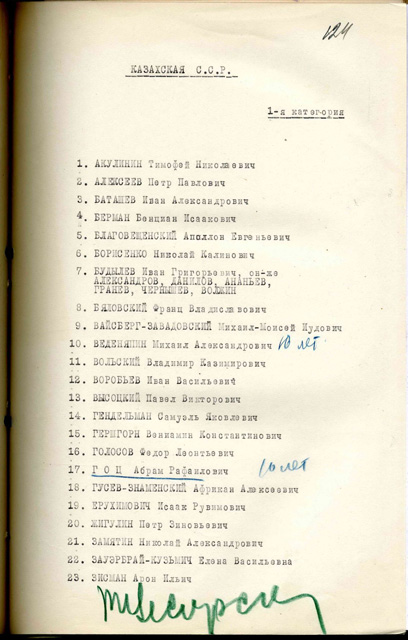 124
КАЗАХСКАЯ С.С.Р.
1-я категория
1. АКУЛИНИН Тимофей Николаевич
2. АЛЕКСЕЕВ Петр Павлович
3. БАТАШЕВ Иван Александрович
4. БЕРМАН Бенциан Исаакович
5. БЛАГОВЕЩЕНСКИЙ Аполлон Евгеньевич
6. БОРИСЕНКО Николай Калинович
7. БУДЫЛЕВ Иван Григорьевич, он-же
АЛЕКСАНДРОВ, ДАНИЛОВ, АНАНЬЕВ,
ГРАНЕВ, ЧЕРНЫШЕВ, ВОЛЖИН
8. БЯЛОВСКИЙ Франц Владиславович
9. ВАЙСБЕРГ-ЗАВАДОВСКИЙ Михаил-Моисей Иудович
10. ВЕДЕНЯПИН Михаил Александрович 10 лет
11. ВОЛЬСКИЙ Владимир Казимирович
12. ВОРОБЬЕВ Иван Васильевич
13. ВЫСОЦКИЙ Павел Викторович
14. ГЕНДЕЛЬМАН Самуэль Яковлевич
15. ГЕРШГОРН Вениамин Константинович
16. ГОЛОСОВ Федор Леонтьевич
17. Г О Ц Абрам Рафаилович 10 лет
18. ГУСЕВ-ЗНАМЕНСКИЙ Африкан Алексеевич
19. ЕРУХИМОВИЧ Исаак Рувимович
20. ЖИГУЛИН Петр Зиновьевич
21. ЗАМЯТИН Николай Александрович
22. ЗАУЭРБРАЙ-КУЗЬМИЧ Елена Васильевна
23. ЗИСМАН Арон Ильич